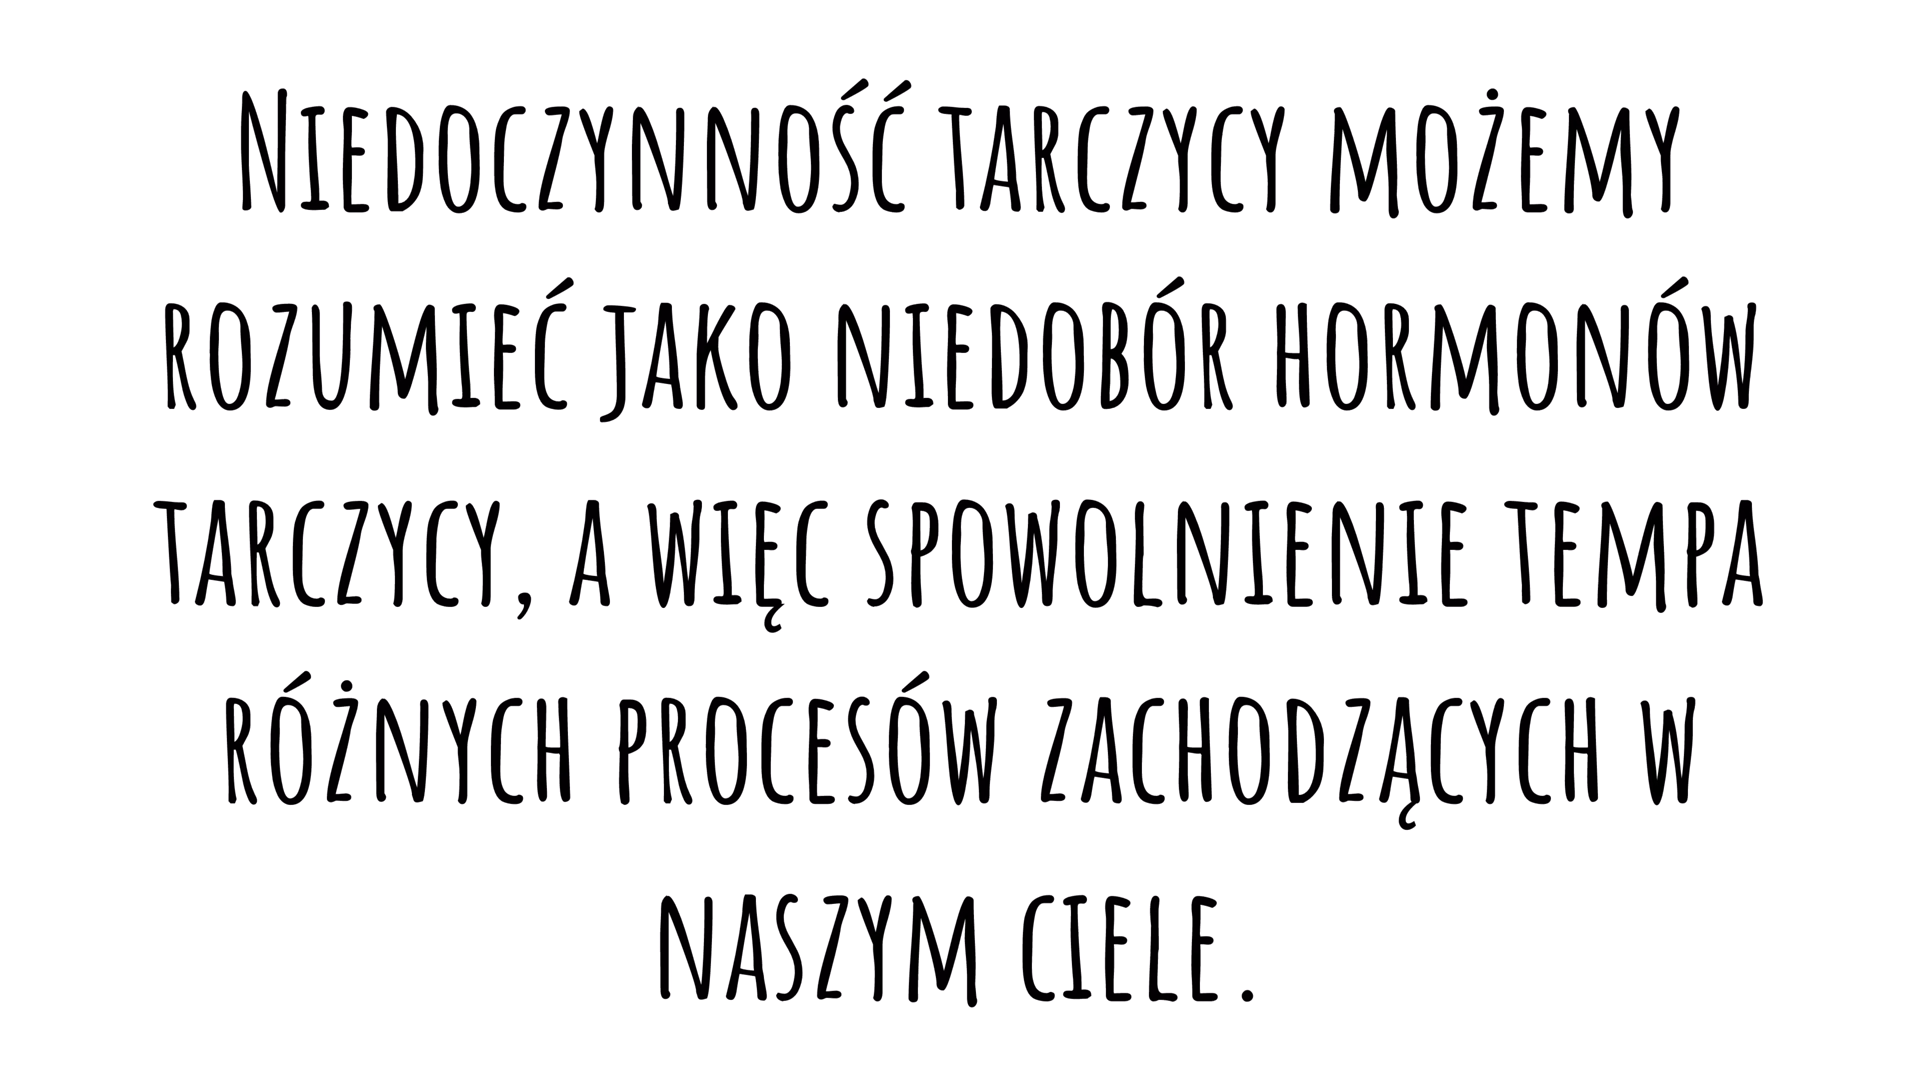 Niedoczynność tarczycy możemy
rozumieć jako niedobór hormonów
tarczycy, a więc spowolnienie tempa
różnych procesów zachodzących w
naszym ciele.